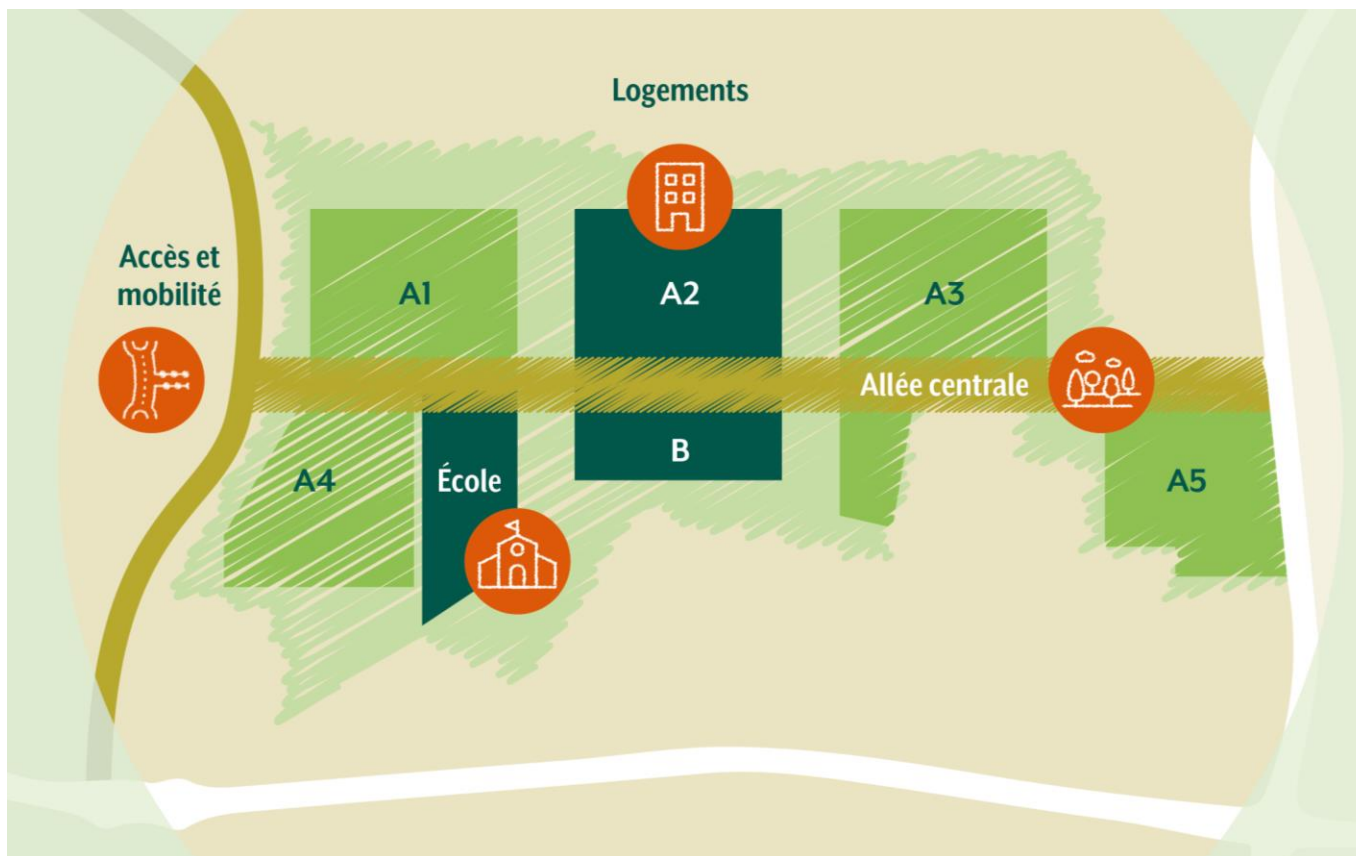 Logements
Accès et
mobilité
A1
A2
A3
Allée centrale
A4
École
B
A5